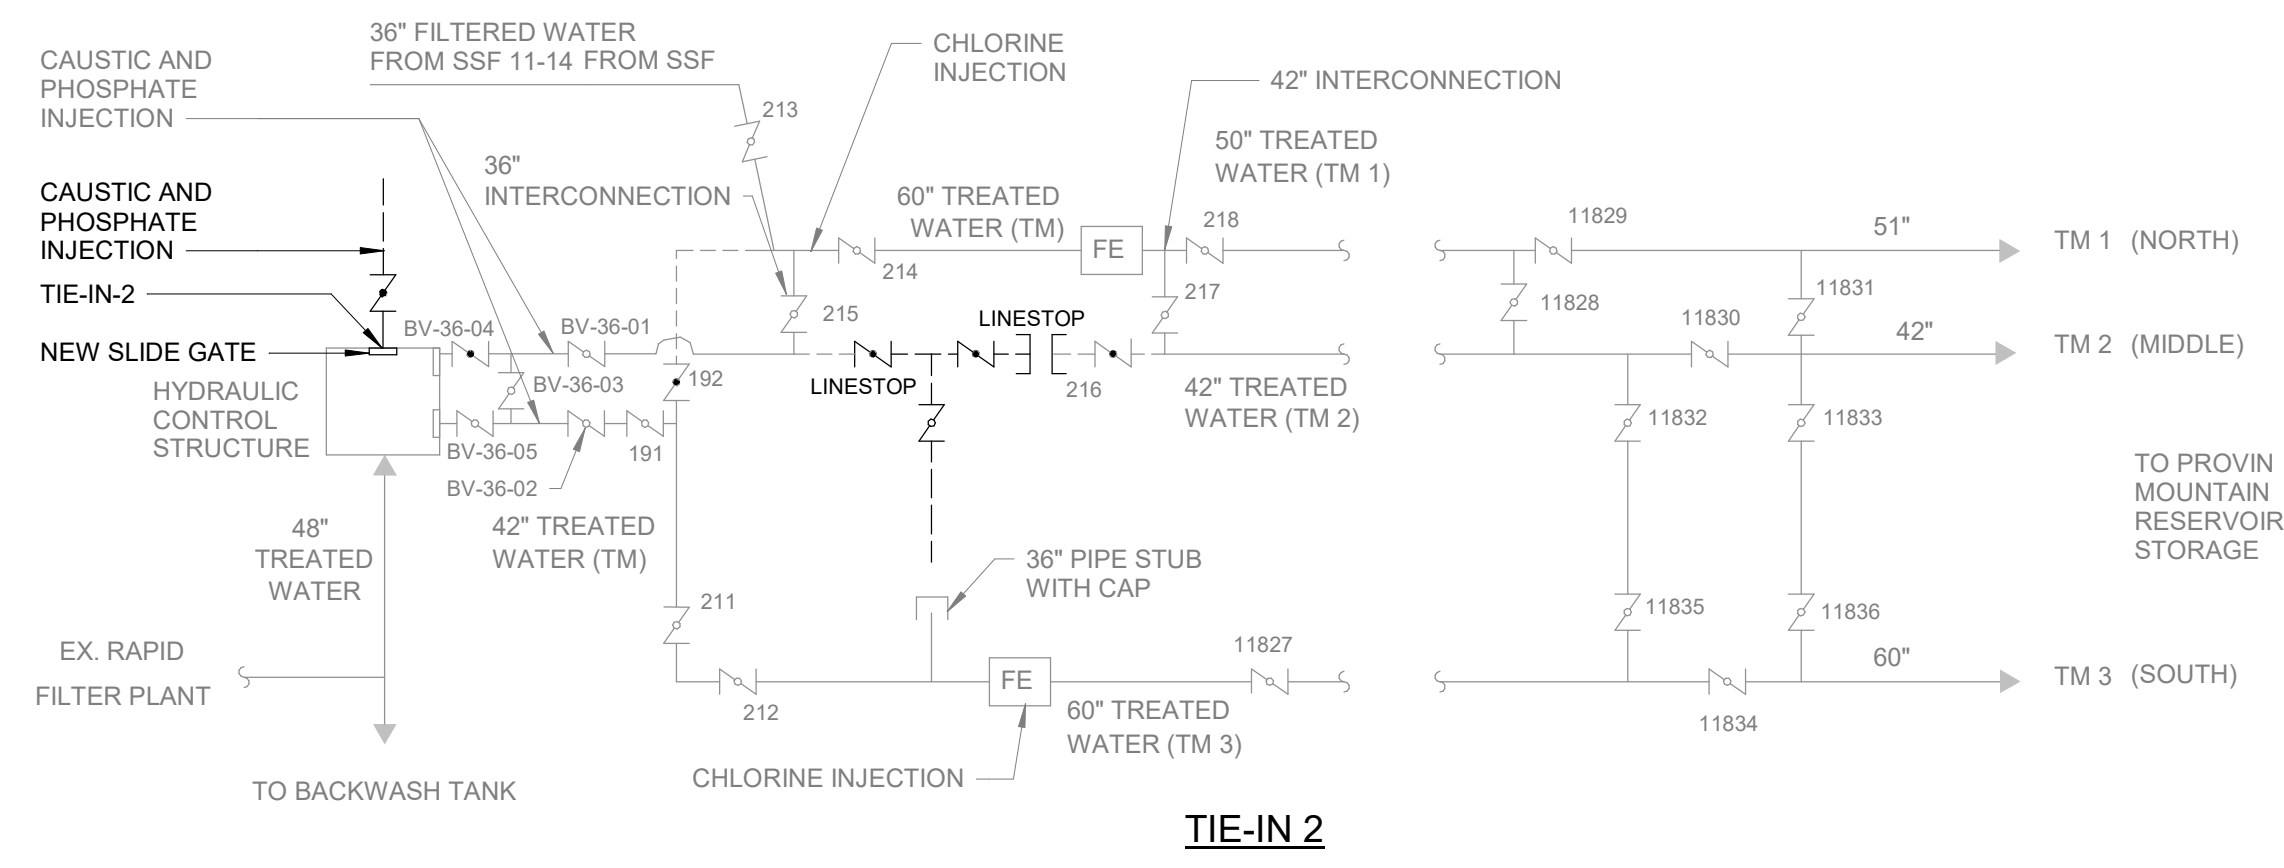 36" FILTERED WATER
FROM SSF 11-14 FROM SSF
CAUSTIC AND
PHOSPHATE
INJECTION
CHLORINE
INJECTION
42" INTERCONNECTION
213
50" TREATED
WATER (TM 1)
36"
INTERCONNECTION
CAUSTIC AND
PHOSPHATE
INJECTION
60" TREATED
WATER (TM)
FE
218
214
11829
51"
TM 1 (NORTH)
TIE-IN-2
215
217
11828
11831
BV-36-04
BV-36-01
LINESTOP
11830
42"
NEW SLIDE GATE
TM 2 (MIDDLE)
BV-36-03
192
LINESTOP
216
42" TREATED
WATER (TM 2)
HYDRAULIC
CONTROL
STRUCTURE
11832
11833
BV-36-05
191
BV-36-02
TO PROVIN
MOUNTAIN
RESERVOIR
STORAGE
48"
TREATED
WATER
42" TREATED
WATER (TM)
36" PIPE STUB
WITH CAP
211
11835
11836
EX. RAPID
FILTER PLANT
11827
FE
60"
TM 3 (SOUTH)
212
60" TREATED
WATER (TM 3)
11834
CHLORINE INJECTION
TO BACKWASH TANK
TIE-IN 2